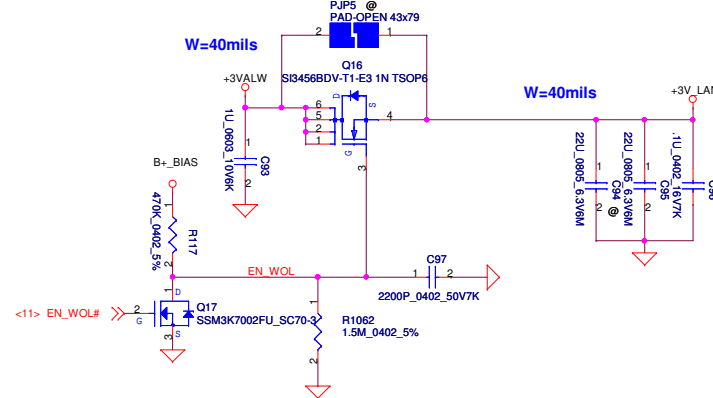 PJP5 @
PAD-OPEN 43x79
2
1
W=40mils
Q16
SI3456BDV-T1-E3 1N TSOP6
+3VALW
W=40mils
+3V_LAN
D
S
6
5
2
1
4
G
3
1U_0603_10V6K
1
2
C93
22U_0805_6.3V6M
1
2
C94
@
22U_0805_6.3V6M
1
2
C95
.1U_0402_16V7K
1
2
B+_BIAS
470K_0402_5%
1
2
R117
EN_WOL
C97
1
2
2200P_0402_50V7K
<11> EN_WOL#
2
G
1
D
3
S
Q17
SSM3K7002FU_SC70-3
1
2
R1062
1.5M_0402_5%